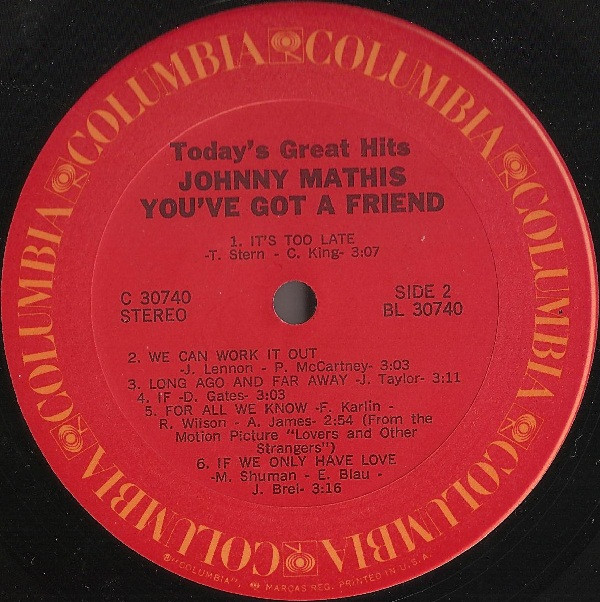 COLUMBIA COLUMBIA COLUMBIA COLUMBIA COLUMBIA COLUMBIA
Today's Great Hits
JOHNNY MATHIS
YOU'VE GOT A FRIEND
1. IT'S TOO LATE
-T. Stern - C. King- 3:07
C 30740
STEREO
SIDE 2
BL 30740
2. WE CAN WORK IT OUT
-J. Lennon - P. McCartney- 3:03
3. LONG AGO AND FAR AWAY -J. Taylor- 3:11
4. IF -D. Gates- 3:03
5. FOR ALL WE KNOW -F. Karlin -
R. Wilson - A. James- 2:54 (From the
Motion Picture "Lovers and Other
Strangers")
6. IF WE ONLY HAVE LOVE
-M. Shuman - E. Blau -
J. Brel- 3:16
® "COLUMBIA", MARCAS REG. PRINTED IN U.S.A.